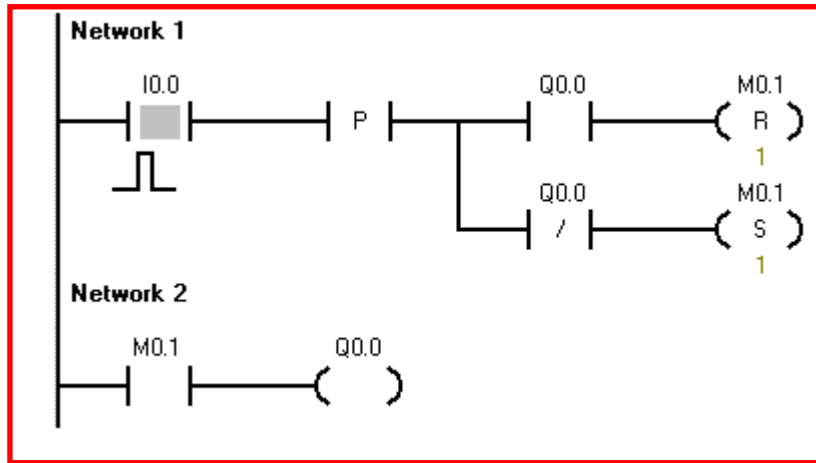 Network 1
I0.0 Q0.0 M0.1
P R
1
Q0.0 M0.1
/ S
1
Network 2
M0.1 Q0.0